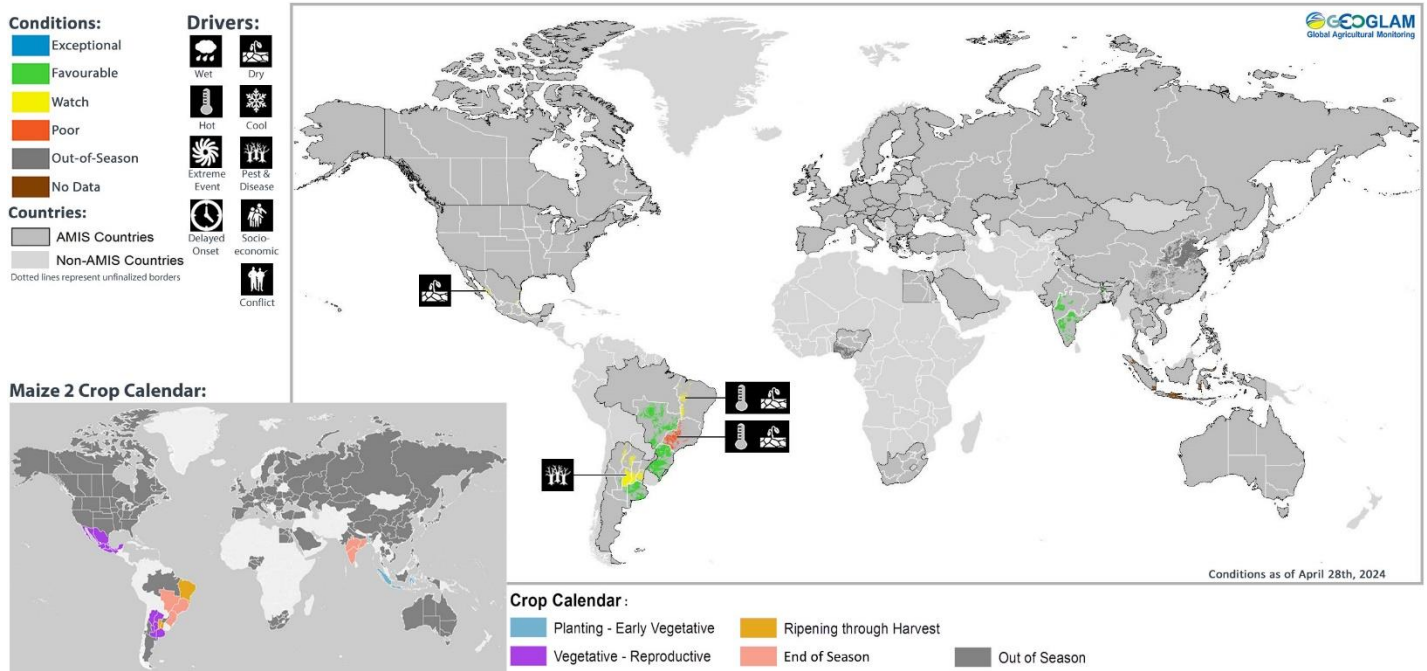 Conditions:
Exceptional
Favourable
Watch
Poor
Out-of-Season
No Data
Countries:
AMIS Countries
Non-AMIS Countries
Dotted lines represent unfinalized borders
Drivers:
Wet
Dry
Hot
Cool
Extreme
Event
Pest &
Disease
Delayed
Onset
Socio-
economic
Conflict
GEOGLAM
Global Agricultural Monitoring
Conditions as of April 28th, 2024
Maize 2 Crop Calendar:
Crop Calendar :
Planting - Early Vegetative
Ripening through Harvest
Vegetative - Reproductive
End of Season
Out of Season